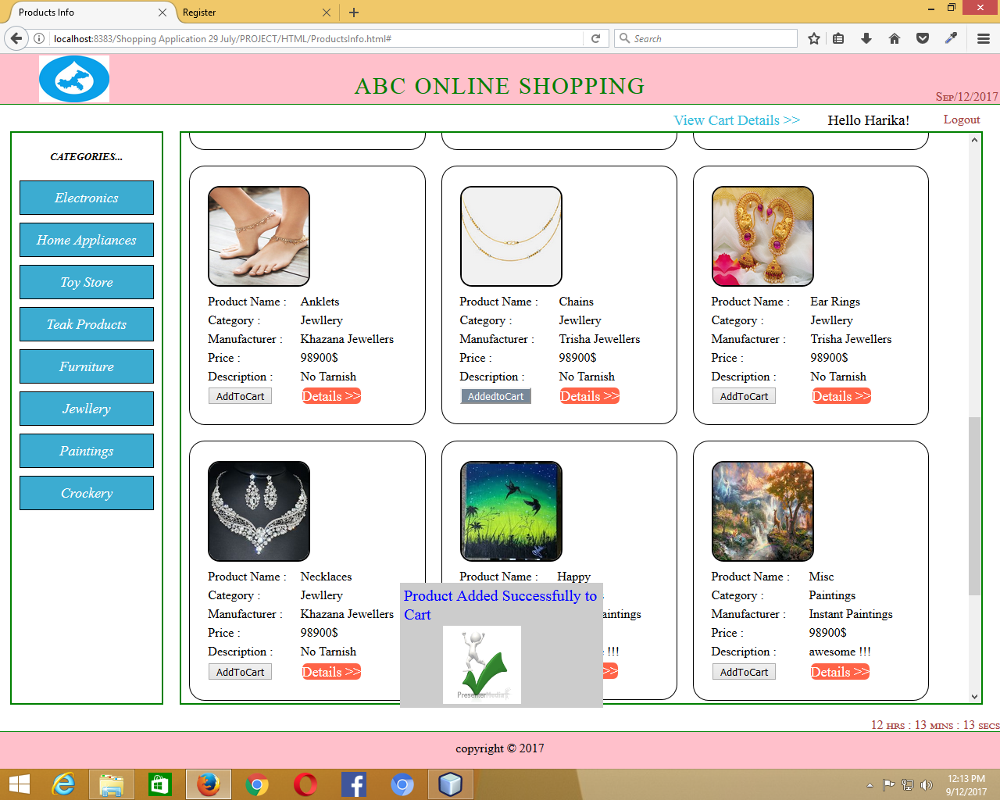 Products Info
Register
localhost:8383/Shopping Application 29 July/PROJECT/HTML/ProductsInfo.html#
Search
ABC ONLINE SHOPPING
Sep/12/2017
View Cart Details >>
Hello Harika!
Logout
CATEGORIES...
Electronics
Home Appliances
Toy Store
Teak Products
Furniture
Jewllery
Paintings
Crockery
Product Name : Anklets
Category : Jewllery
Manufacturer : Khazana Jewellers
Price : 98900$
Description : No Tarnish
AddToCart Details >>
Product Name : Chains
Category : Jewllery
Manufacturer : Trisha Jewellers
Price : 98900$
Description : No Tarnish
AddedtoCart Details >>
Product Name : Ear Rings
Category : Jewllery
Manufacturer : Trisha Jewellers
Price : 98900$
Description : No Tarnish
AddToCart Details >>
Product Name : Necklaces
Category : Jewllery
Manufacturer : Khazana Jewellers
Price : 98900$
Description : No Tarnish
AddToCart Details >>
Product Name : Happy
aintings
!!!
>>
Product Added Successfully to
Cart
PresenterMedia
Product Name : Misc
Category : Paintings
Manufacturer : Instant Paintings
Price : 98900$
Description : awesome !!!
AddToCart Details >>
12 hrs : 13 mins : 13 secs
copyright © 2017
12:13 PM
9/12/2017